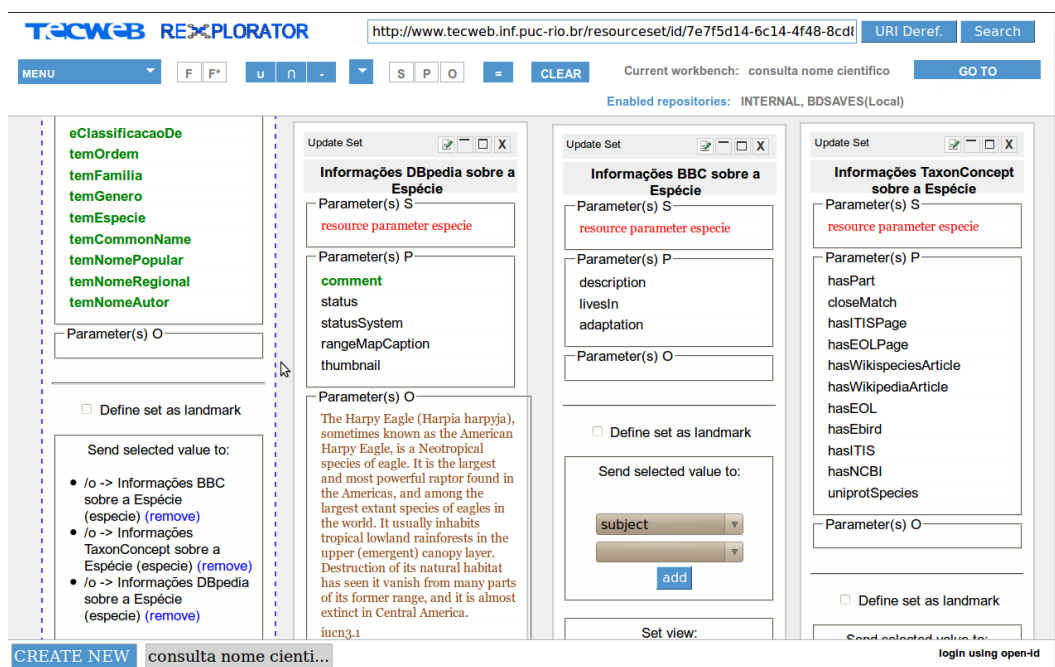 TECWEB REXPLORATOR
http://www.tecweb.inf.puc-rio.br/resourceset/id/7e7f5d14-6c14-4f48-8cd8
URI Deref.
Search
MENU
F F*
∪ ∩ -
S P O
=
CLEAR
Current workbench: consulta nome cientifico
GO TO
Enabled repositories: INTERNAL, BDSAVES(Local)
eClassificacaoDe
temOrdem
temFamilia
temGenero
temEspecie
temCommonName
temNomePopular
temNomeRegional
temNomeAutor
Parameter(s) O
Define set as landmark
Send selected value to:
/o -> Informações BBC
sobre a Espécie
(especie) (remove)
/o -> Informações
TaxonConcept sobre a
Espécie (especie) (remove)
/o -> Informações DBpedia
sobre a Espécie
(especie) (remove)
Update Set
X
Informações DBpedia sobre a
Espécie
Parameter(s) S
resource parameter especie
Parameter(s) P
comment
status
statusSystem
rangeMapCaption
thumbnail
Parameter(s) O
The Harpy Eagle (Harpia harpyja),
sometimes known as the American
Harpy Eagle, is a Neotropical
species of eagle. It is the largest
and most powerful raptor found in
the Americas, and among the
largest extant species of eagles in
the world. It usually inhabits
tropical lowland rainforests in the
upper (emergent) canopy layer.
Destruction of its natural habitat
has seen it vanish from many parts
of its former range, and it is almost
extinct in Central America.
iucn3.1
Update Set
X
Informações BBC sobre a
Espécie
Parameter(s) S
resource parameter especie
Parameter(s) P
description
livesIn
adaptation
Parameter(s) O
Define set as landmark
Send selected value to:
subject
add
Set view:
Update Set
X
Informações TaxonConcept
sobre a Espécie
Parameter(s) S
resource parameter especie
Parameter(s) P
hasPart
closeMatch
hasITISPage
hasEOLPage
hasWikispeciesArticle
hasWikipediaArticle
hasEOL
hasEbird
hasITIS
hasNCBI
uniprotSpecies
Parameter(s) O
Define set as landmark
Send selected value to:
CREATE NEW
consulta nome cienti...
login using open-id